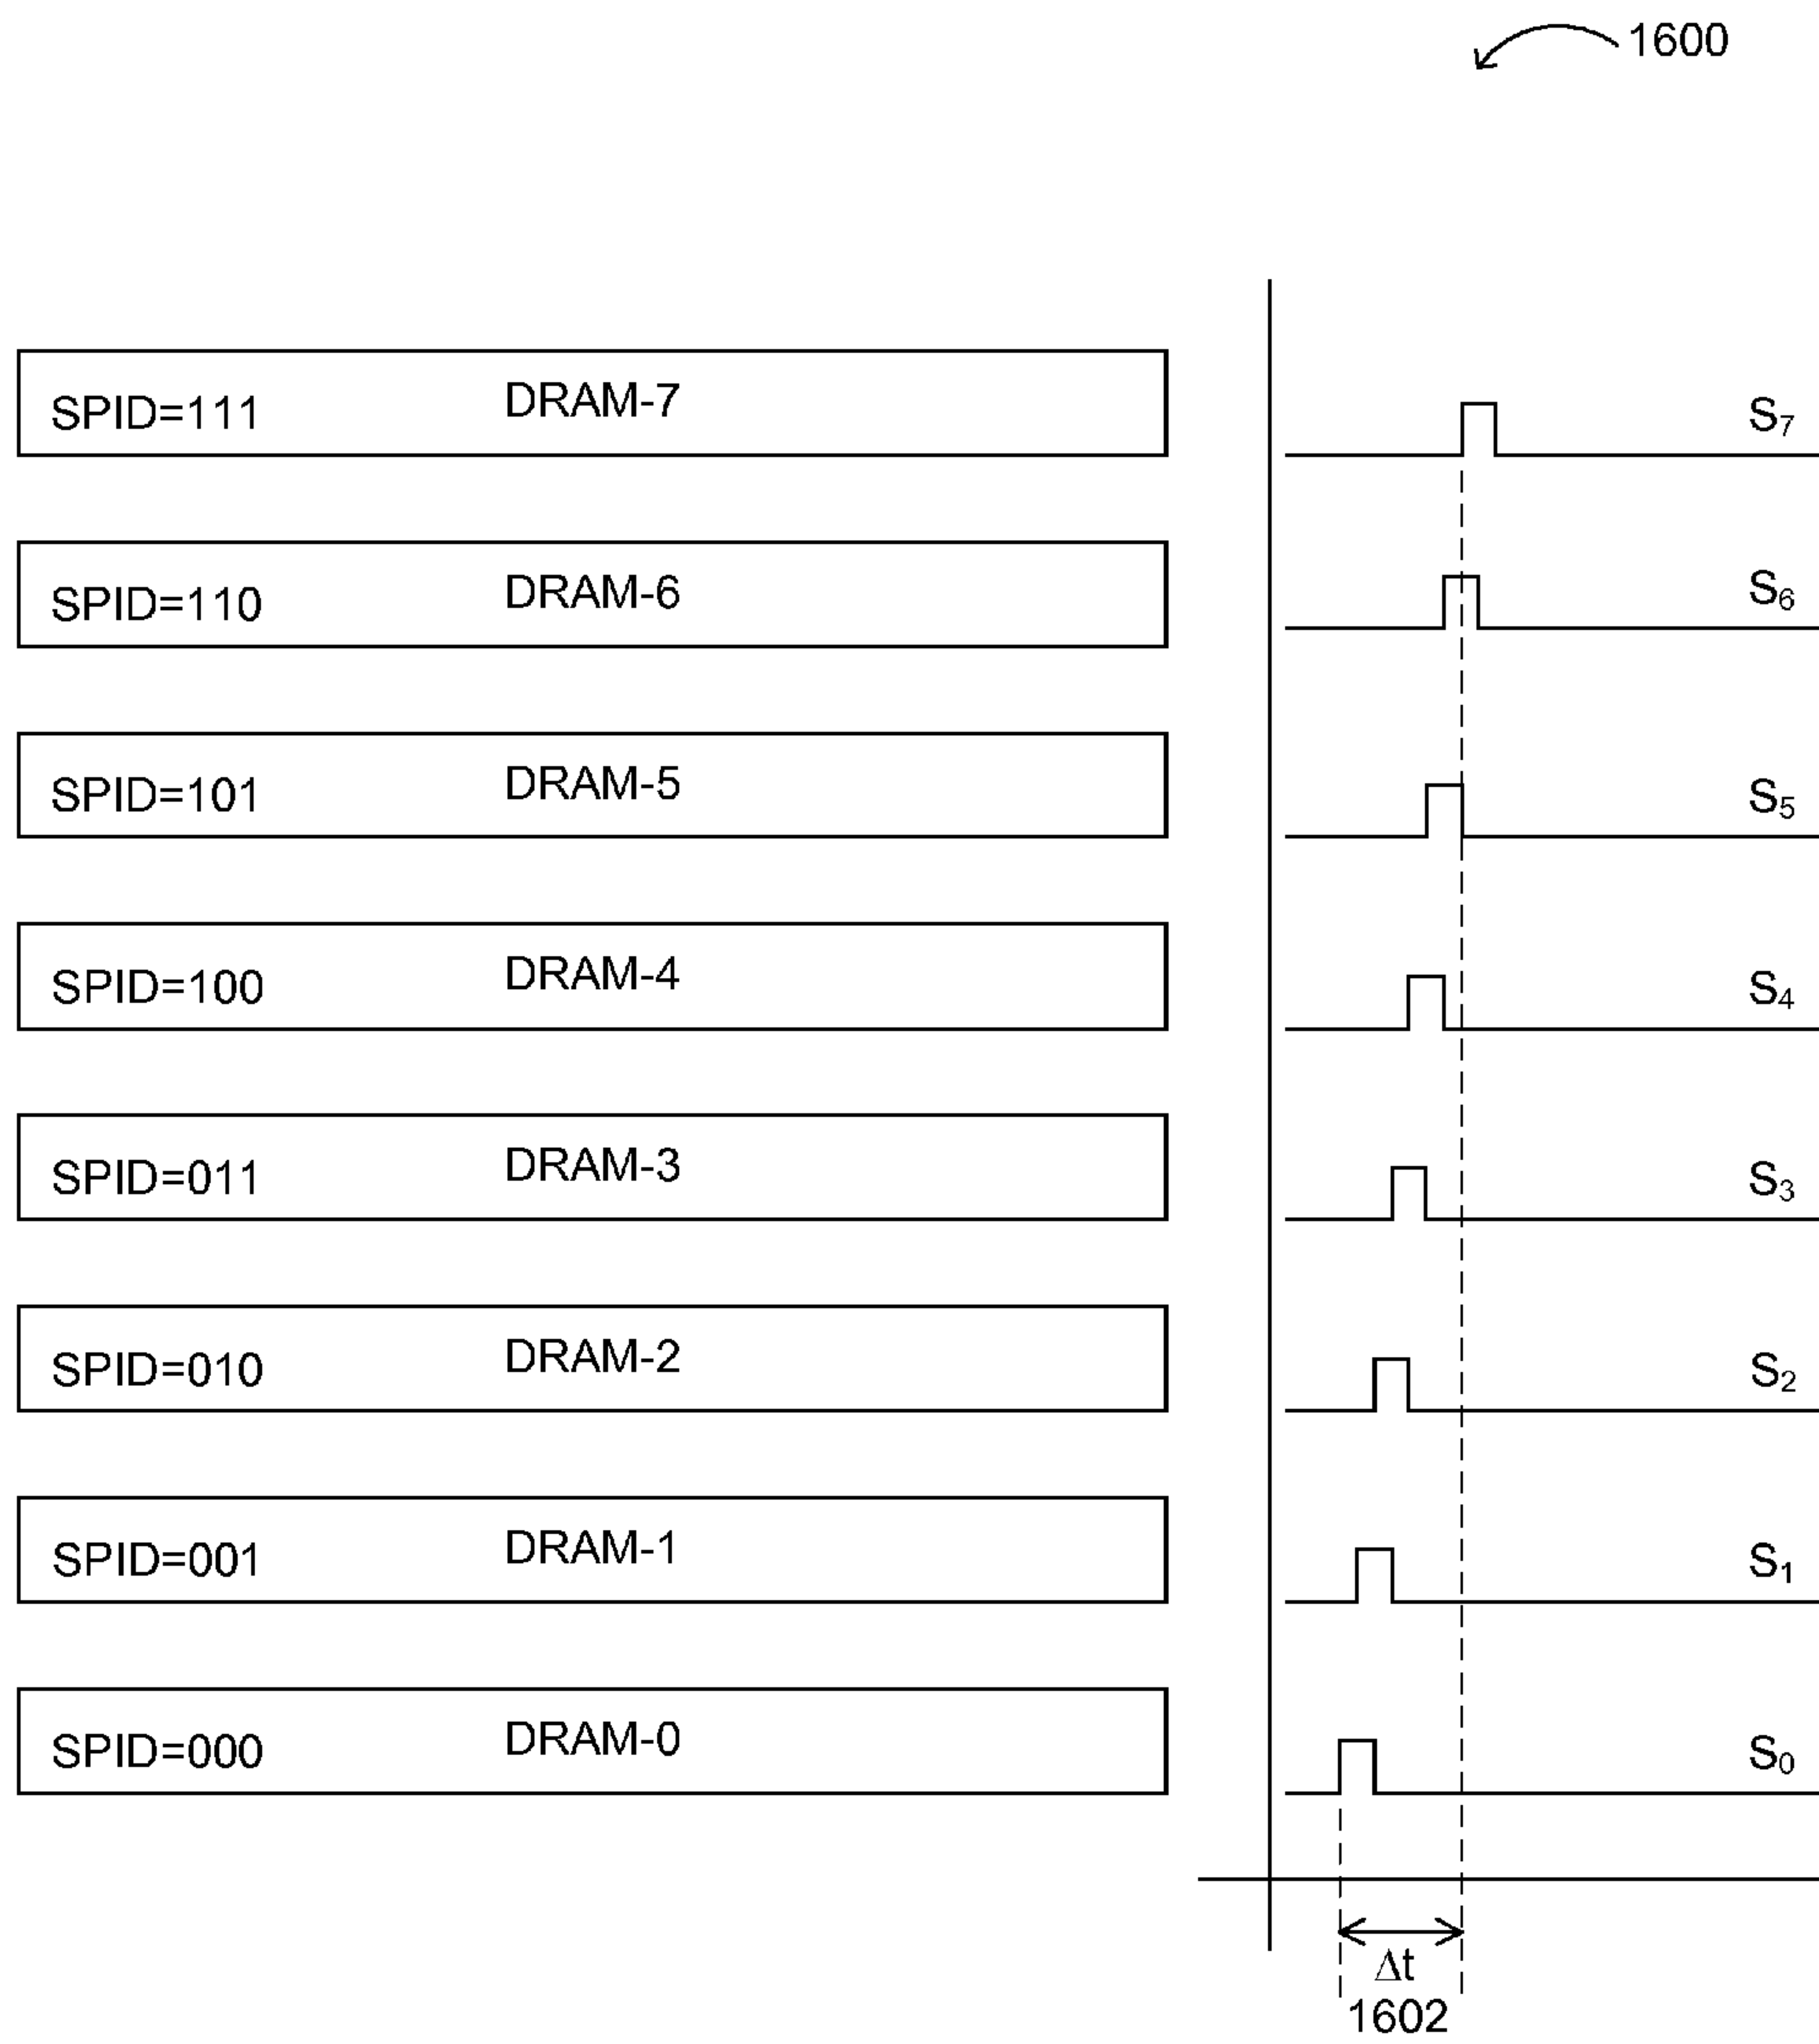 1600
SPID=111 DRAM-7 S₇
SPID=110 DRAM-6 S₆
SPID=101 DRAM-5 S₅
SPID=100 DRAM-4 S₄
SPID=011 DRAM-3 S₃
SPID=010 DRAM-2 S₂
SPID=001 DRAM-1 S₁
SPID=000 DRAM-0 S₀
Δt
1602